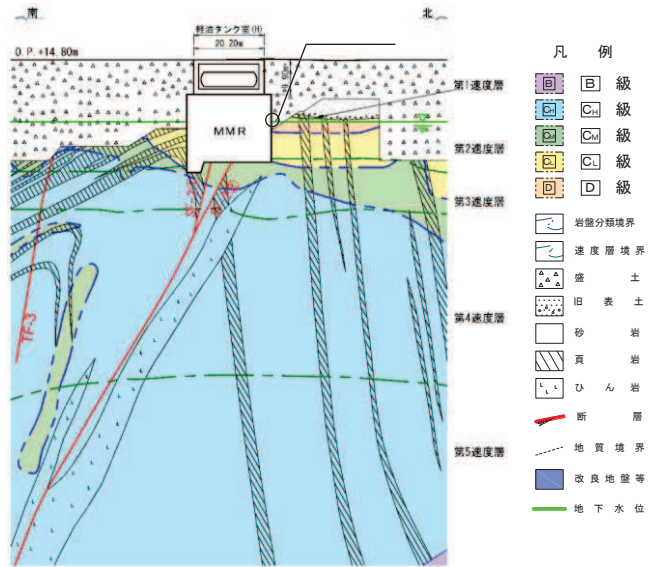 南
北
軽油タンク室(H)
20.20m
O.P.+14.80m
MMR
第1速度層
第2速度層
第3速度層
第4速度層
第5速度層
TF-3
凡 例
B B 級
CH CH 級
CM CM 級
CL CL 級
D D 級
岩盤分類境界
速度層境界
盛 土
旧 表 土
砂 岩
頁 岩
ひ ん 岩
断 層
地 質 境 界
改 良 地 盤 等
地 下 水 位